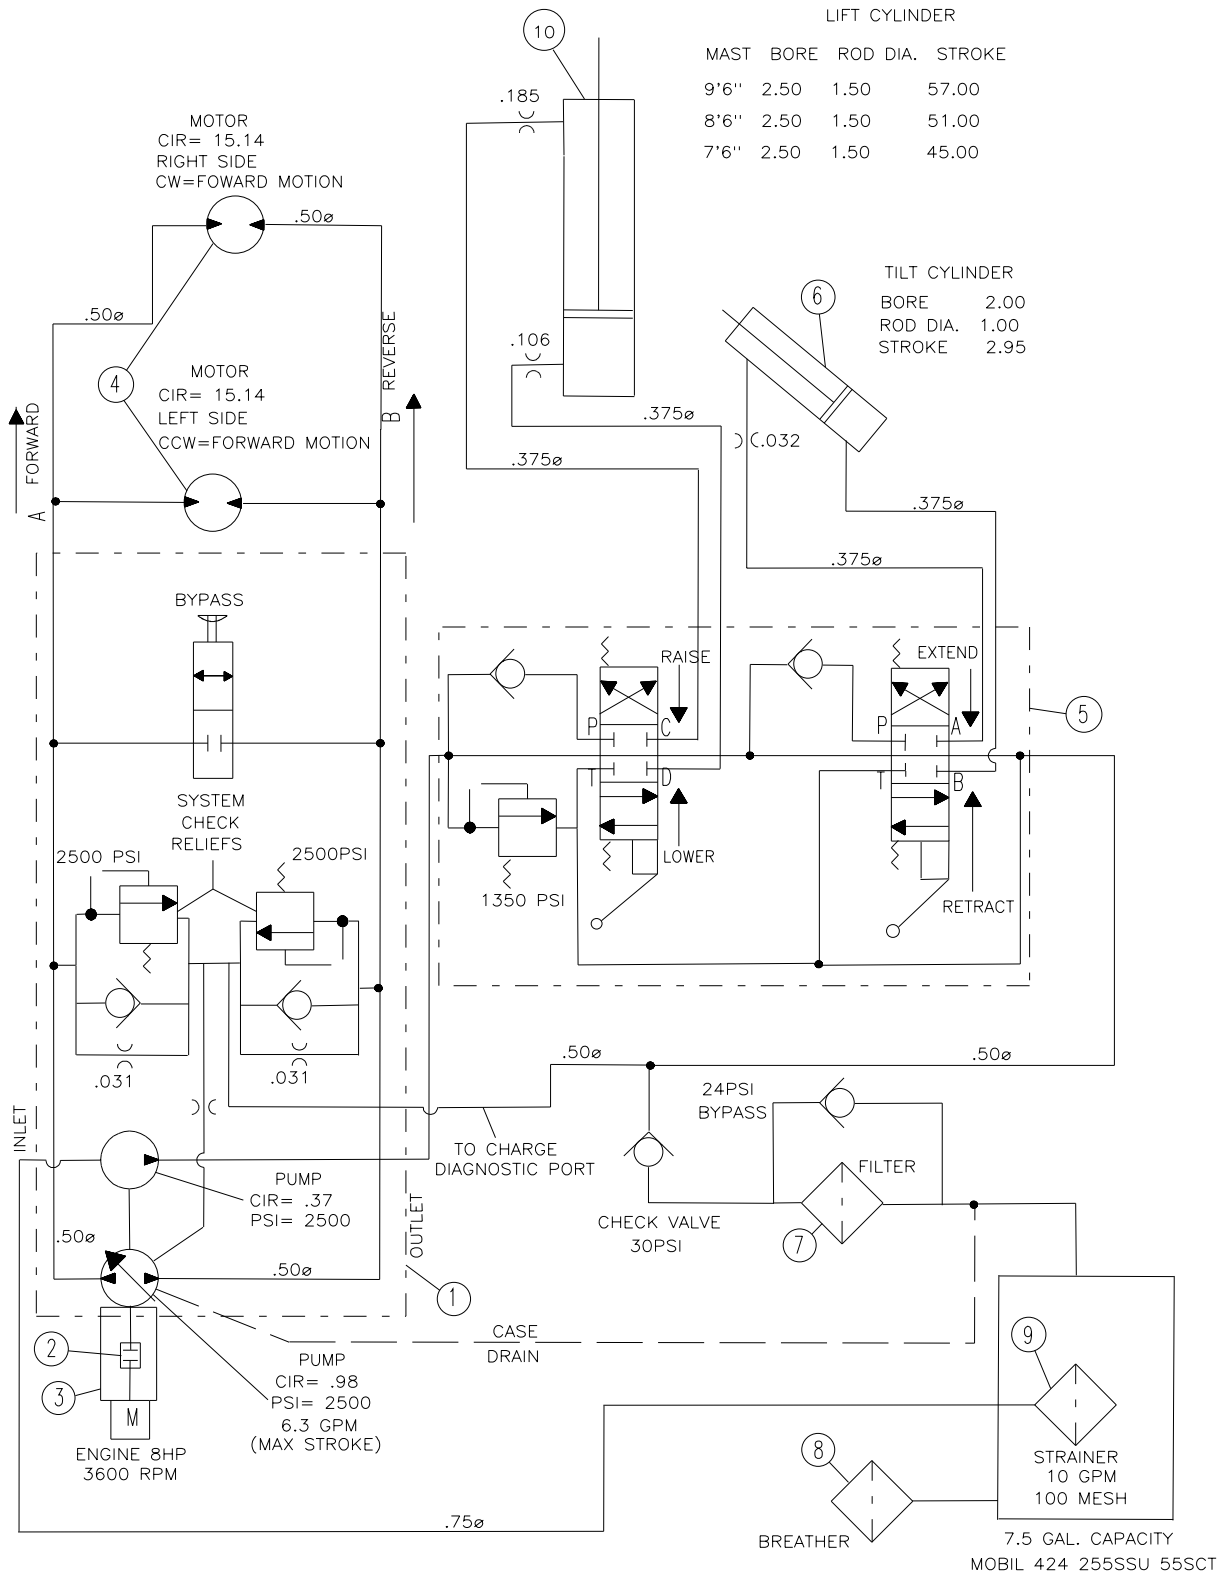 LIFT CYLINDER
MAST BORE ROD DIA. STROKE
9'6" 2.50 1.50 57.00
8'6" 2.50 1.50 51.00
7'6" 2.50 1.50 45.00
10
.185
.106
MOTOR
CIR= 15.14
RIGHT SIDE
CW=FOWARD MOTION
.50ø
.50ø
4
MOTOR
CIR= 15.14
LEFT SIDE
CCW=FORWARD MOTION
FORWARD
A
REVERSE
B
TILT CYLINDER
BORE 2.00
ROD DIA. 1.00
STROKE 2.95
6
.375ø
.375ø
.032
.375ø
.375ø
BYPASS
SYSTEM
CHECK
RELIEFS
2500 PSI
2500PSI
.031
.031
RAISE
P
C
T
D
LOWER
1350 PSI
EXTEND
P
A
T
B
RETRACT
5
.50ø
.50ø
24PSI
BYPASS
TO CHARGE
DIAGNOSTIC PORT
FILTER
7
CHECK VALVE
30PSI
INLET
PUMP
CIR= .37
PSI= 2500
OUTLET
.50ø
.50ø
1
CASE
DRAIN
2
3
M
ENGINE 8HP
3600 RPM
PUMP
CIR= .98
PSI= 2500
6.3 GPM
(MAX STROKE)
9
STRAINER
10 GPM
100 MESH
8
BREATHER
.75ø
7.5 GAL. CAPACITY
MOBIL 424 255SSU 55SCT